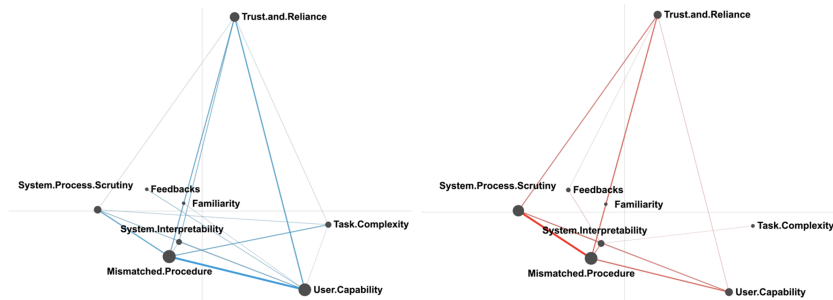 Trust.and.Reliance
System.Process.Scrutiny
Feedbacks
Familiarity
Task.Complexity
System.Interpretability
Mismatched.Procedure
User.Capability
Trust.and.Reliance
System.Process.Scrutiny
Feedbacks
Familiarity
Task.Complexity
System.Interpretability
Mismatched.Procedure
User.Capability